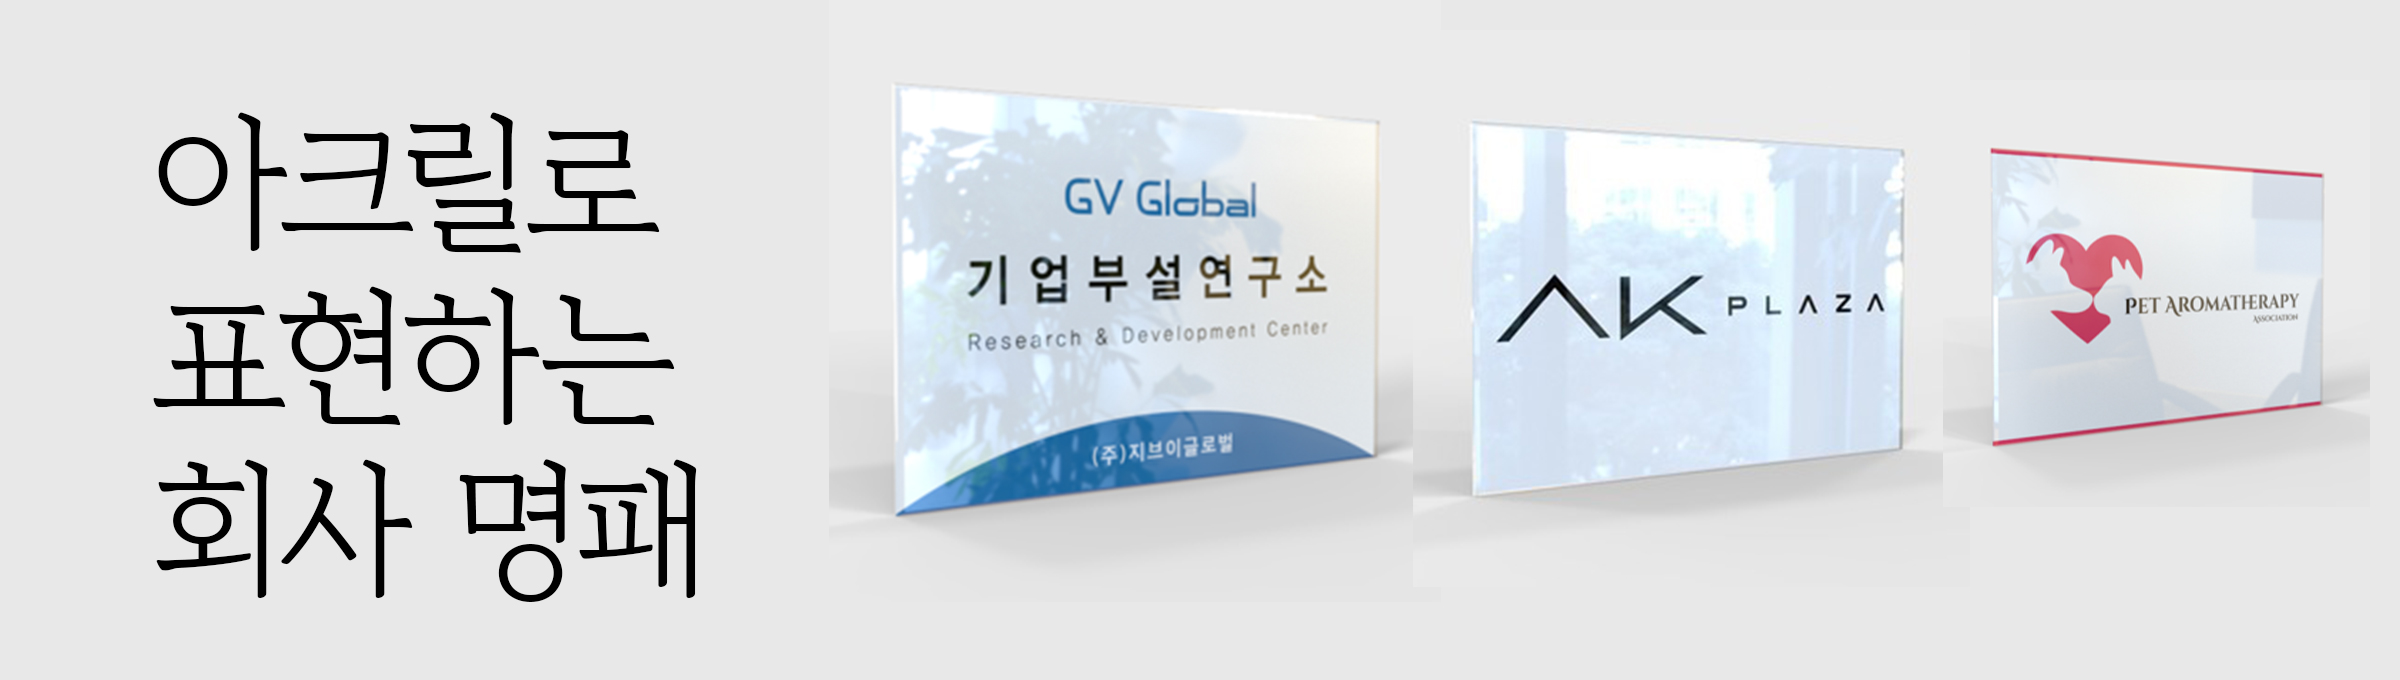 아크릴로
표현하는
회사 명패
GV Global
기업부설연구소
Research & Development Center
(주)지브이글로벌
AK PLAZA
PET AROMATHERAPY
ASSOCIATION